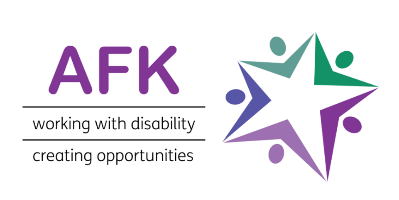 AFK
working with disability
creating opportunities